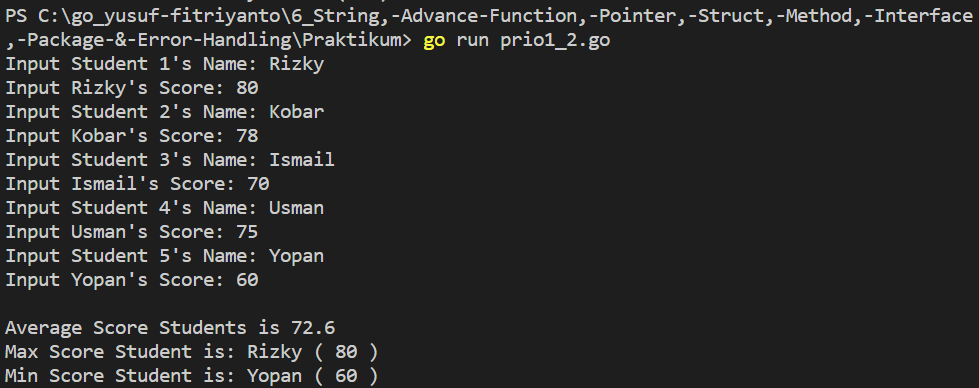 PS C:\go_yusuf-fitriyanto\6_String,-Advance-Function,-Pointer,-Struct,-Method,-Interface
,-Package-&-Error-Handling\Praktikum> go run prio1_2.go
Input Student 1's Name: Rizky
Input Rizky's Score: 80
Input Student 2's Name: Kobar
Input Kobar's Score: 78
Input Student 3's Name: Ismail
Input Ismail's Score: 70
Input Student 4's Name: Usman
Input Usman's Score: 75
Input Student 5's Name: Yopan
Input Yopan's Score: 60

Average Score Students is 72.6
Max Score Student is: Rizky ( 80 )
Min Score Student is: Yopan ( 60 )